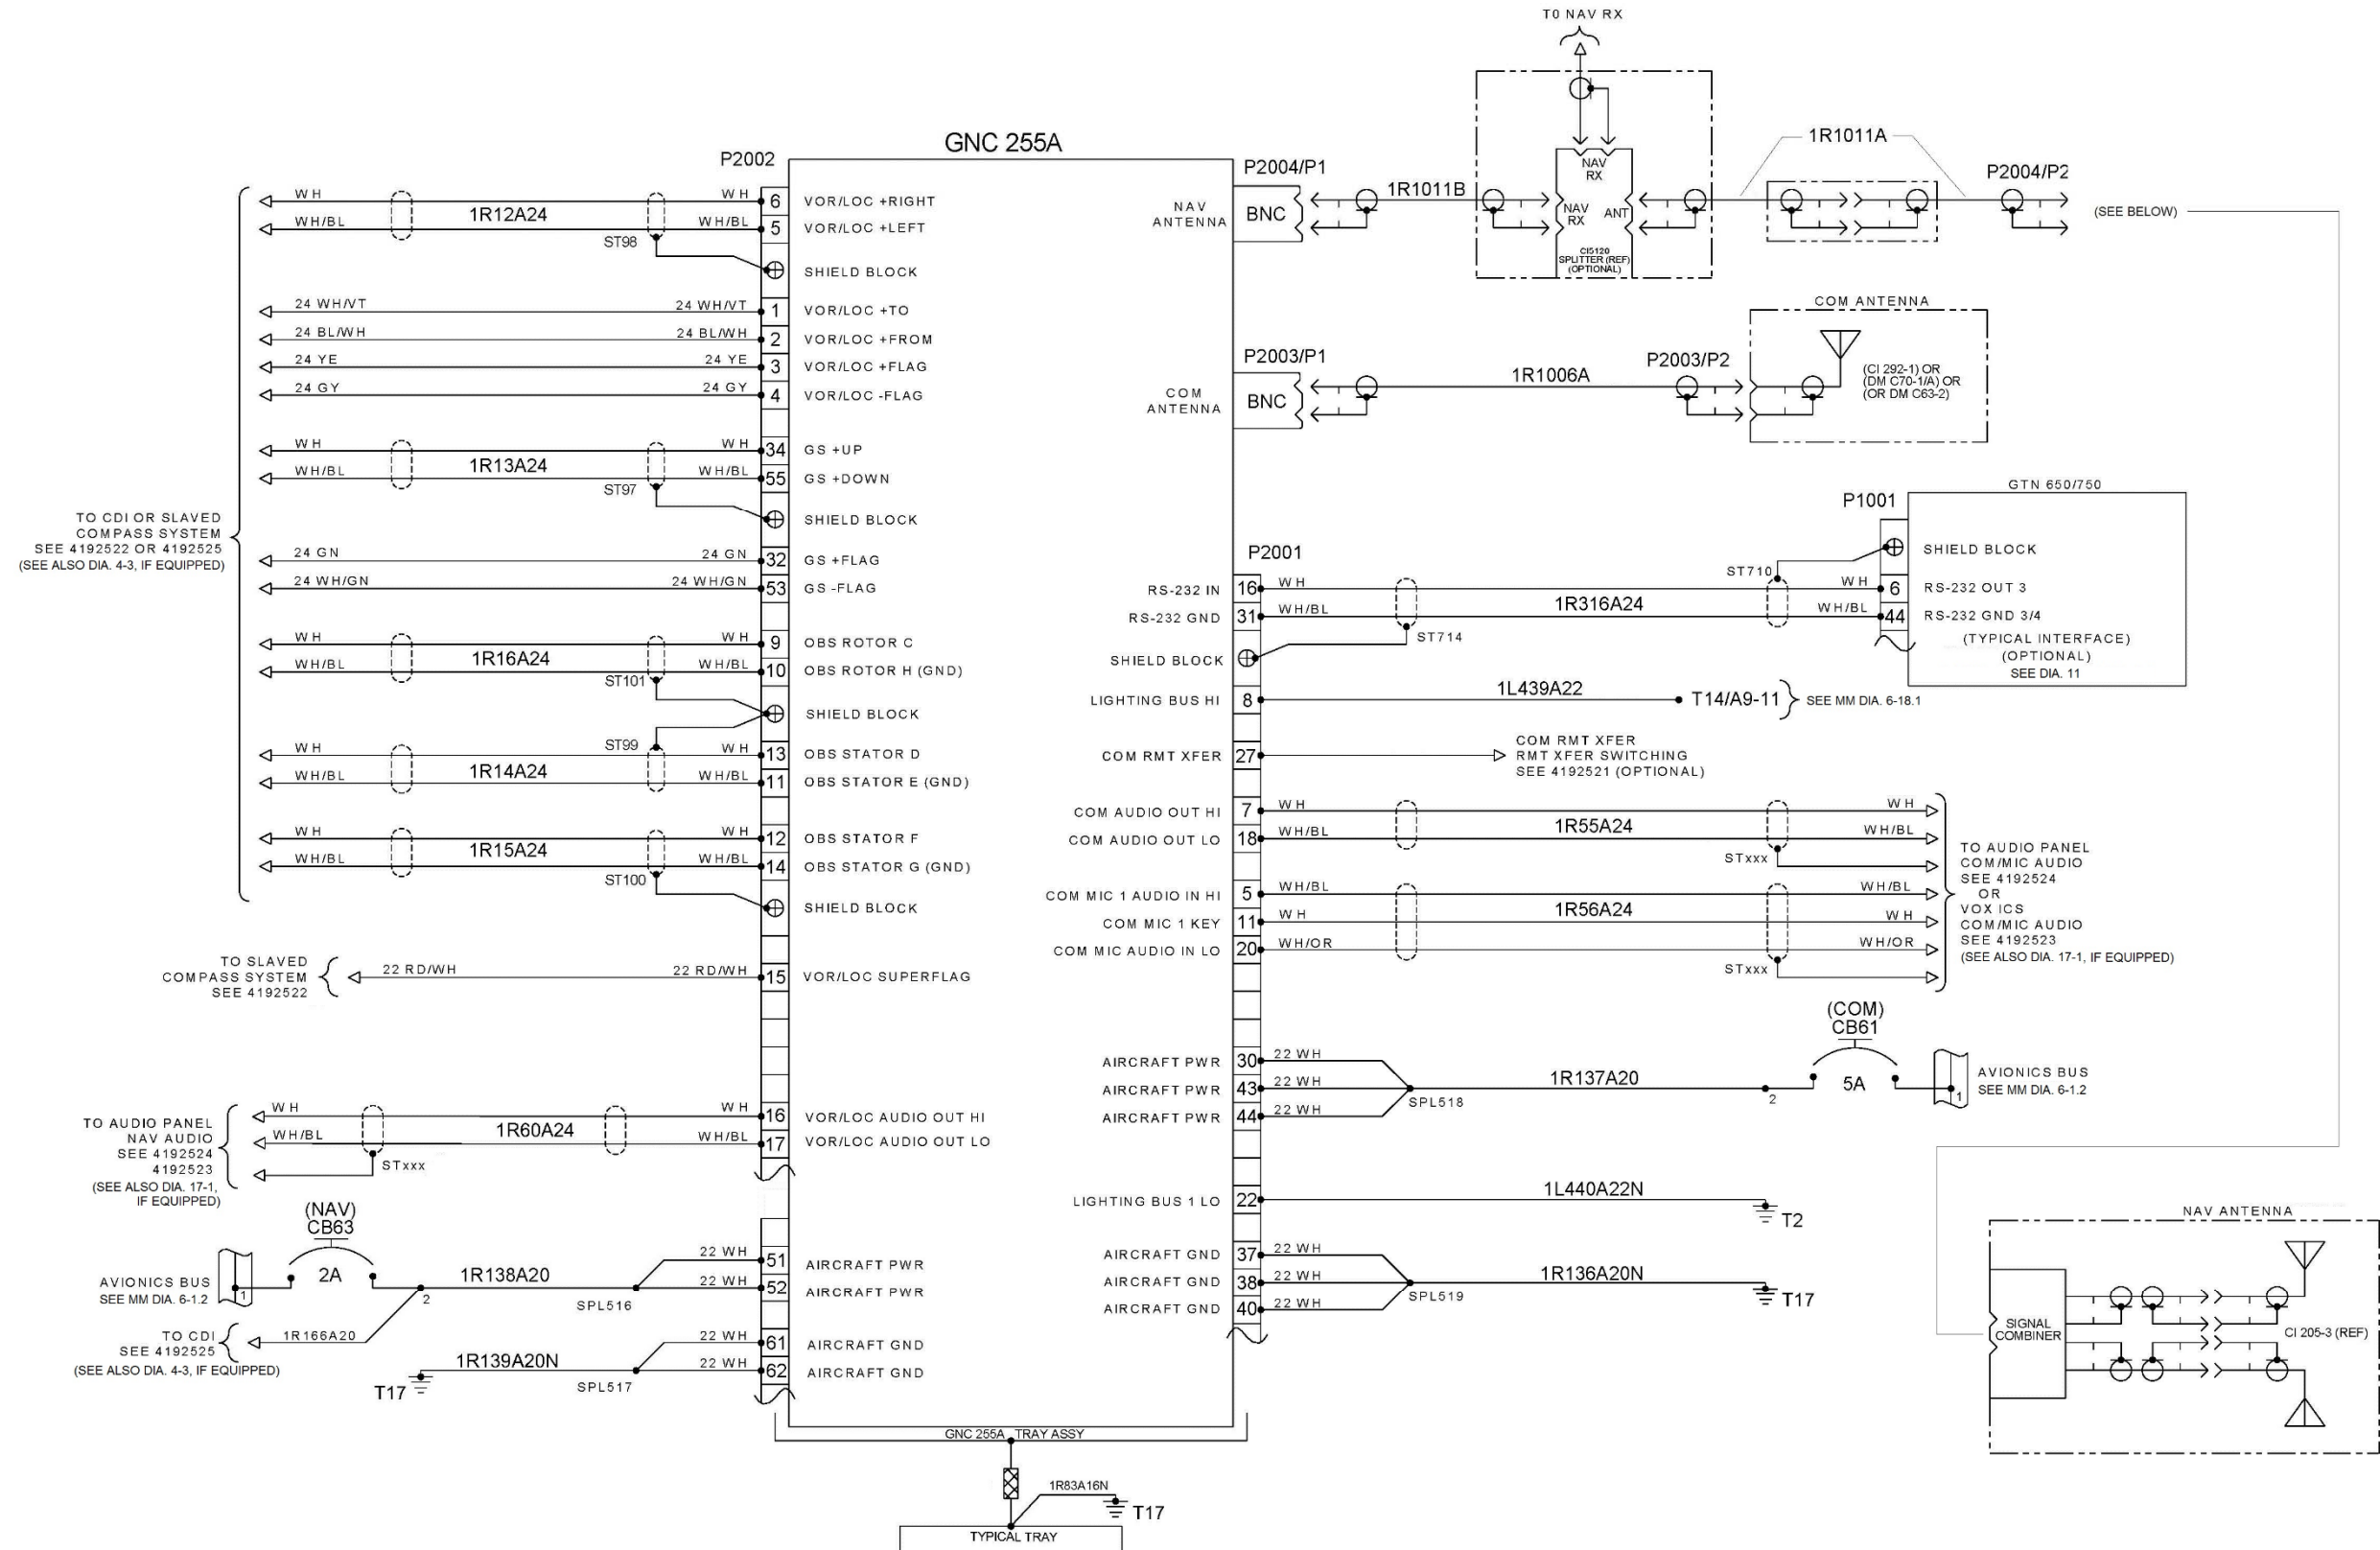 T0 NAV RX
GNC 255A
P2002
P2004/P1
1R1011B
NAV
RX
NAV
RX
ANT
CI5120
SPLITTER (REF)
(OPTIONAL)
1R1011A
P2004/P2
(SEE BELOW)
NAV
ANTENNA
BNC
COM ANTENNA
P2003/P1
1R1006A
P2003/P2
(CI 292-1) OR
(DM C70-1/A) OR
(OR DM C63-2)
COM
ANTENNA
BNC
WH 1R12A24 WH 6 VOR/LOC +RIGHT
WH/BL WH/BL 5 VOR/LOC +LEFT
ST98
SHIELD BLOCK
24 WH/VT 24 WH/VT 1 VOR/LOC +TO
24 BL/WH 24 BL/WH 2 VOR/LOC +FROM
24 YE 24 YE 3 VOR/LOC +FLAG
24 GY 24 GY 4 VOR/LOC -FLAG
WH 1R13A24 WH 34 GS +UP
WH/BL WH/BL 55 GS +DOWN
ST97
SHIELD BLOCK
TO CDI OR SLAVED
COMPASS SYSTEM
SEE 4192522 OR 4192525
(SEE ALSO DIA. 4-3, IF EQUIPPED)
24 GN 24 GN 32 GS +FLAG
24 WH/GN 24 WH/GN 53 GS -FLAG
WH 1R16A24 WH 9 OBS ROTOR C
WH/BL WH/BL 10 OBS ROTOR H (GND)
ST101
SHIELD BLOCK
ST99
WH 1R14A24 WH 13 OBS STATOR D
WH/BL WH/BL 11 OBS STATOR E (GND)
WH 1R15A24 WH 12 OBS STATOR F
WH/BL WH/BL 14 OBS STATOR G (GND)
ST100
SHIELD BLOCK
TO SLAVED
COMPASS SYSTEM
SEE 4192522
22 RD/WH 22 RD/WH 15 VOR/LOC SUPERFLAG
TO AUDIO PANEL
NAV AUDIO
SEE 4192524
4192523
(SEE ALSO DIA. 17-1,
IF EQUIPPED)
WH 1R60A24 WH 16 VOR/LOC AUDIO OUT HI
WH/BL WH/BL 17 VOR/LOC AUDIO OUT LO
STxxx
(NAV)
CB63
2A
AVIONICS BUS
SEE MM DIA. 6-1.2
1
2
1R138A20
SPL516
22 WH 51 AIRCRAFT PWR
22 WH 52 AIRCRAFT PWR
TO CDI
SEE 4192525
(SEE ALSO DIA. 4-3, IF EQUIPPED)
1R166A20
T17
1R139A20N
SPL517
22 WH 61 AIRCRAFT GND
22 WH 62 AIRCRAFT GND
P2001
GTN 650/750
P1001
SHIELD BLOCK
ST710
RS-232 IN 16 WH 1R316A24 WH 6 RS-232 OUT 3
RS-232 GND 31 WH/BL WH/BL 44 RS-232 GND 3/4
ST714
(TYPICAL INTERFACE)
(OPTIONAL)
SEE DIA. 11
SHIELD BLOCK
LIGHTING BUS HI 8 1L439A22 T14/A9-11 SEE MM DIA. 6-18.1
COM RMT XFER 27
COM RMT XFER
RMT XFER SWITCHING
SEE 4192521 (OPTIONAL)
COM AUDIO OUT HI 7 WH 1R55A24 WH
COM AUDIO OUT LO 18 WH/BL WH/BL
STxxx
COM MIC 1 AUDIO IN HI 5 WH/BL 1R56A24 WH/BL
COM MIC 1 KEY 11 WH WH
COM MIC AUDIO IN LO 20 WH/OR WH/OR
STxxx
TO AUDIO PANEL
COM/MIC AUDIO
SEE 4192524
OR
VOX ICS
COM/MIC AUDIO
SEE 4192523
(SEE ALSO DIA. 17-1, IF EQUIPPED)
(COM)
CB61
5A
AIRCRAFT PWR 30 22 WH
AIRCRAFT PWR 43 22 WH
AIRCRAFT PWR 44 22 WH
SPL518
1R137A20
2
1
AVIONICS BUS
SEE MM DIA. 6-1.2
LIGHTING BUS 1 LO 22 1L440A22N T2
AIRCRAFT GND 37 22 WH
AIRCRAFT GND 38 22 WH
AIRCRAFT GND 40 22 WH
SPL519
1R136A20N
T17
NAV ANTENNA
SIGNAL
COMBINER
CI 205-3 (REF)
GNC 255A TRAY ASSY
1R83A16N
T17
TYPICAL TRAY